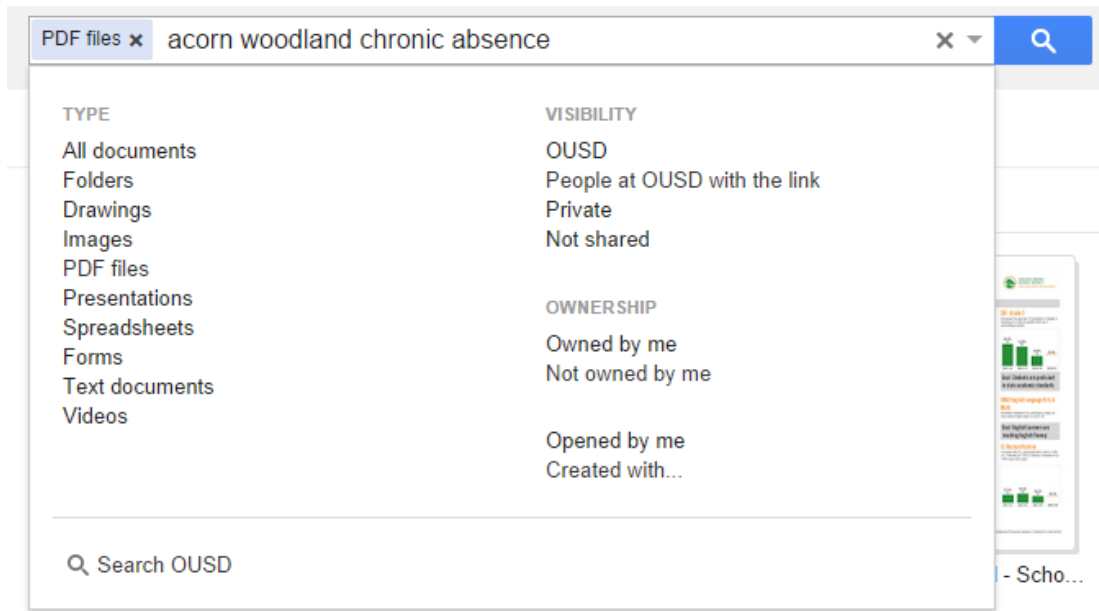 PDF files x acorn woodland chronic absence
TYPE
All documents
Folders
Drawings
Images
PDF files
Presentations
Spreadsheets
Forms
Text documents
Videos
VISIBILITY
OUSD
People at OUSD with the link
Private
Not shared
OWNERSHIP
Owned by me
Not owned by me
Opened by me
Created with...
Search OUSD
- Scho...